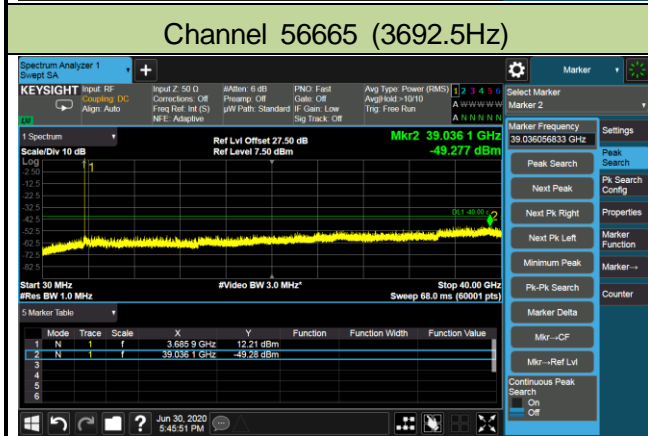 Channel 56665 (3692.5Hz)
Spectrum Analyzer 1
Swept SA
Marker
KEYSIGHT
Input: RF
Coupling: DC
Align: Auto
Input Z: 50 Ω
Corrections: Off
Freq Ref: Int (S)
NFE: Adaptive
#Atten: 6 dB
Preamp: Off
µW Path: Standard
PNO: Fast
Gate: Off
IF Gain: Low
Sig Track: Off
Avg Type: Power (RMS)
Avg|Hold:>10/10
Trig: Free Run
1 2 3 4 5 6
A W W W W W
A N N N N N
LXI
Select Marker
Marker 2
1 Spectrum
Scale/Div 10 dB
Ref Lvl Offset 27.50 dB
Ref Level 7.50 dBm
Mkr2 39.036 1 GHz
-49.277 dBm
Log
-2.50
-12.5
-22.5
-32.5
-42.5
-52.5
-62.5
-72.5
-82.5
1
2
Start 30 MHz
#Res BW 1.0 MHz
#Video BW 3.0 MHz*
Stop 40.00 GHz
Sweep 68.0 ms (60001 pts)
5 Marker Table
Mode Trace Scale X Y Function Function Width Function Value
1 N 1 f 3.685 9 GHz 12.21 dBm
2 N 1 f 39.036 1 GHz -49.28 dBm
3
4
5
6
Marker Frequency
39.036056833 GHz
Peak Search
Next Peak
Next Pk Right
Next Pk Left
Minimum Peak
Pk-Pk Search
Marker Delta
Mkr→CF
Mkr→Ref Lvl
Continuous Peak Search
On
Off
Settings
Peak Search
Pk Search Config
Properties
Marker Function
Marker→
Counter
Jun 30, 2020
5:45:51 PM